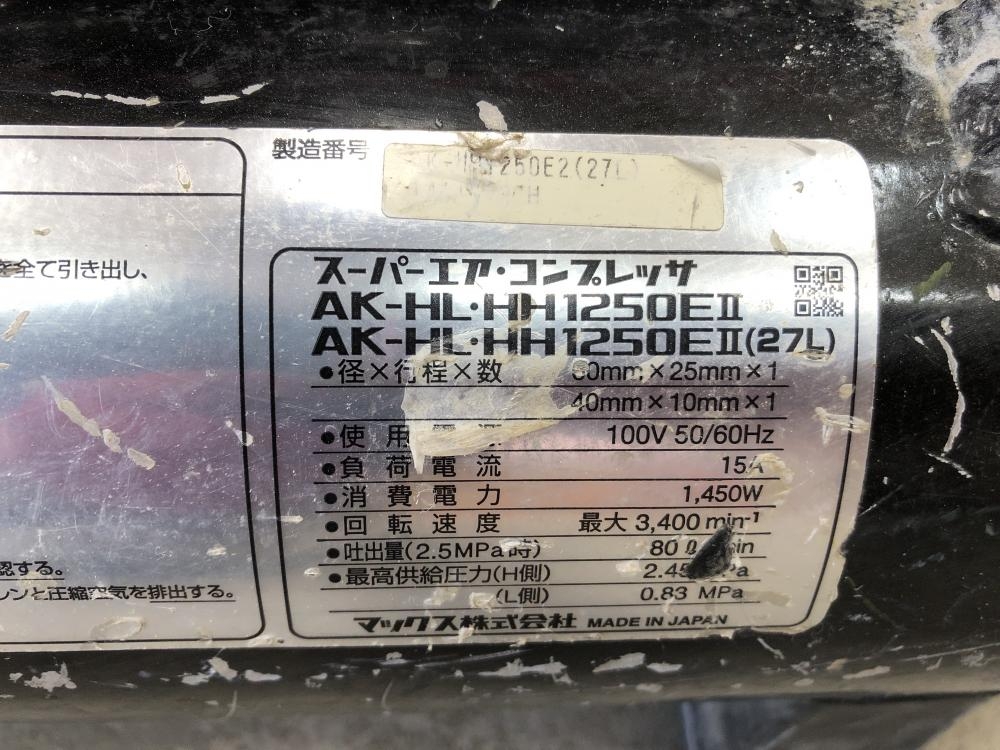 を全て引き出し、
認する。
レンと圧縮空気を排出する。
製造番号
250E2(27L)
スーパーエア・コンプレッサ
AK-HL・HH1250EⅡ
AK-HL・HH1250EⅡ(27L)
●径×行程×数 60mm×25mm×1
40mm×10mm×1
●使用電源 100V 50/60Hz
●負荷電流 15A
●消費電力 1,450W
●回転速度 最大 3,400 min-1
●吐出量(2.5MPa時) 80 ℓ/min
●最高供給圧力(H側) 2.45 MPa
(L側) 0.83 MPa
マックス株式会社 MADE IN JAPAN